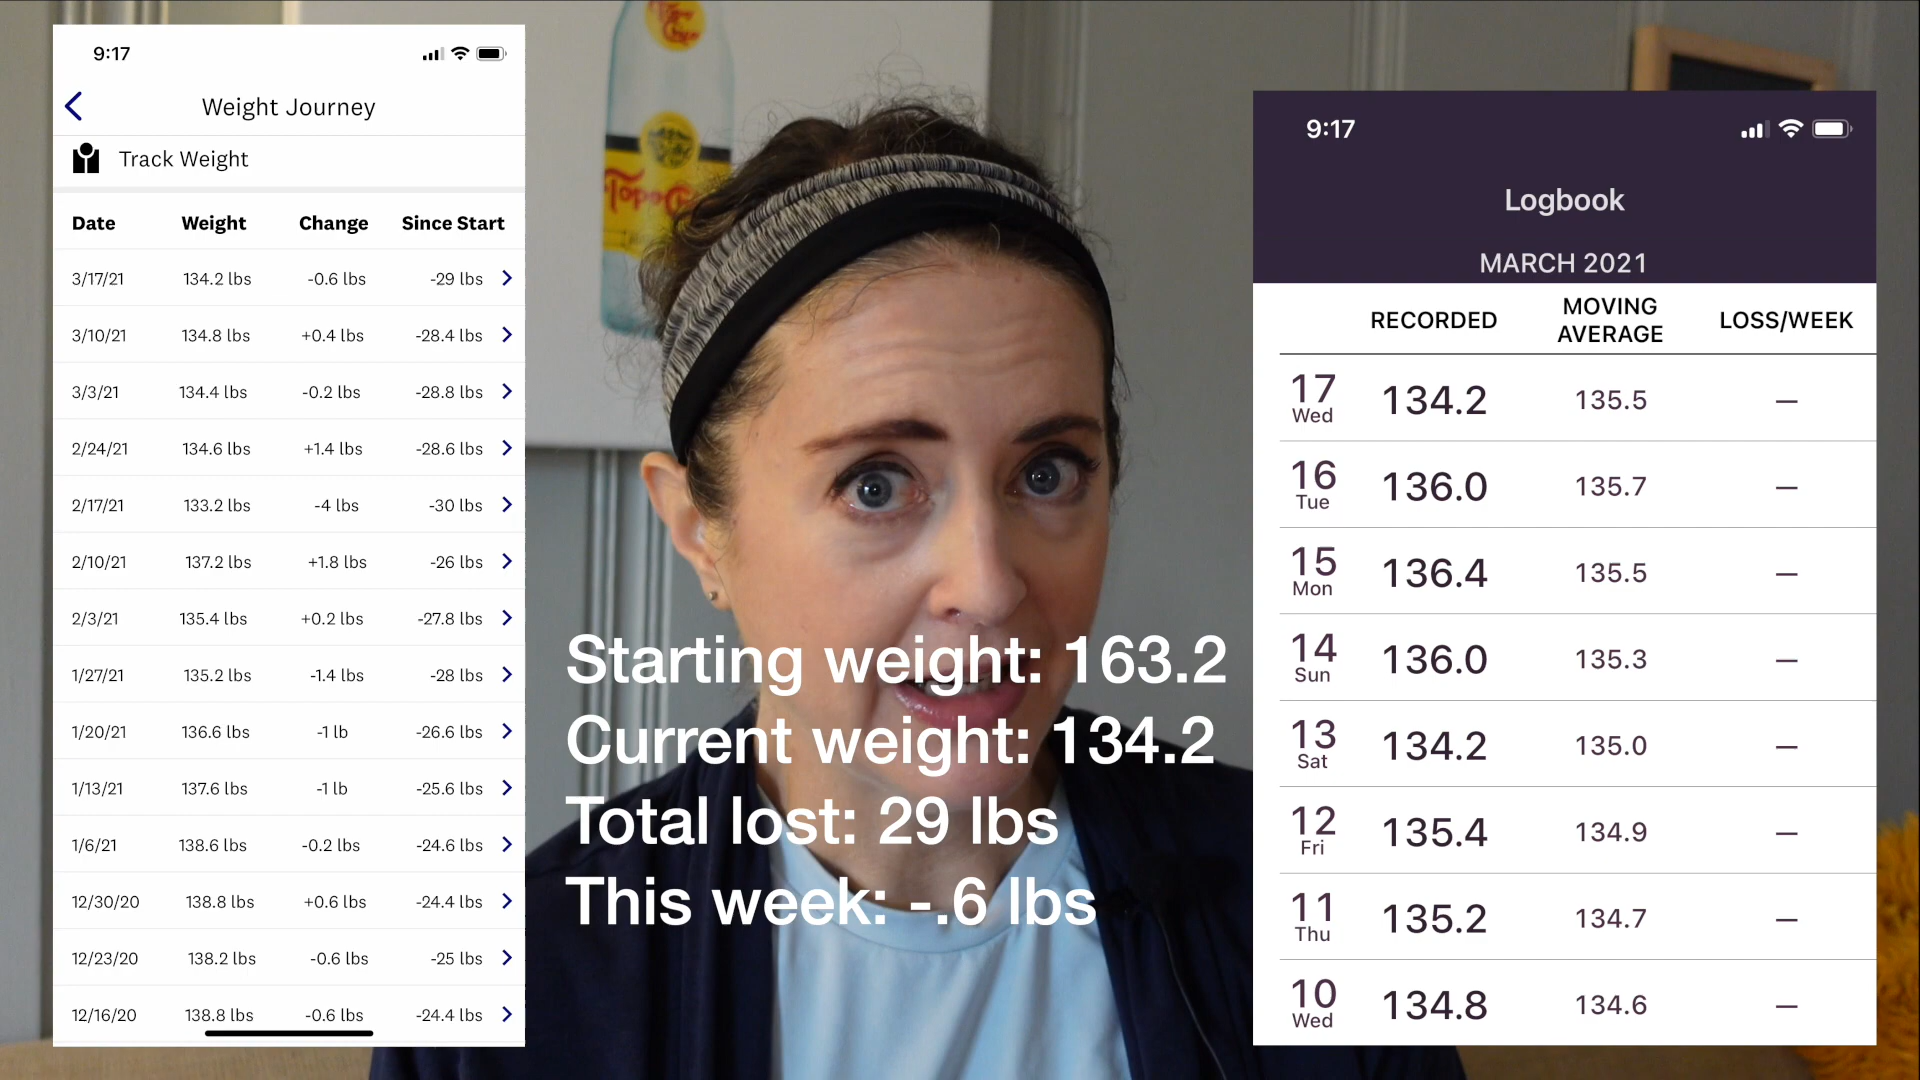 9:17
Weight Journey
Track Weight
Date Weight Change Since Start
3/17/21 134.2 lbs -0.6 lbs -29 lbs
3/10/21 134.8 lbs +0.4 lbs -28.4 lbs
3/3/21 134.4 lbs -0.2 lbs -28.8 lbs
2/24/21 134.6 lbs +1.4 lbs -28.6 lbs
2/17/21 133.2 lbs -4 lbs -30 lbs
2/10/21 137.2 lbs +1.8 lbs -26 lbs
2/3/21 135.4 lbs +0.2 lbs -27.8 lbs
1/27/21 135.2 lbs -1.4 lbs -28 lbs
1/20/21 136.6 lbs -1 lb -26.6 lbs
1/13/21 137.6 lbs -1 lb -25.6 lbs
1/6/21 138.6 lbs -0.2 lbs -24.6 lbs
12/30/20 138.8 lbs +0.6 lbs -24.4 lbs
12/23/20 138.2 lbs -0.6 lbs -25 lbs
12/16/20 138.8 lbs -0.6 lbs -24.4 lbs
Starting weight: 163.2
Current weight: 134.2
Total lost: 29 lbs
This week: -.6 lbs
9:17
Logbook
MARCH 2021
RECORDED MOVING AVERAGE LOSS/WEEK
17 Wed 134.2 135.5 —
16 Tue 136.0 135.7 —
15 Mon 136.4 135.5 —
14 Sun 136.0 135.3 —
13 Sat 134.2 135.0 —
12 Fri 135.4 134.9 —
11 Thu 135.2 134.7 —
10 Wed 134.8 134.6 —